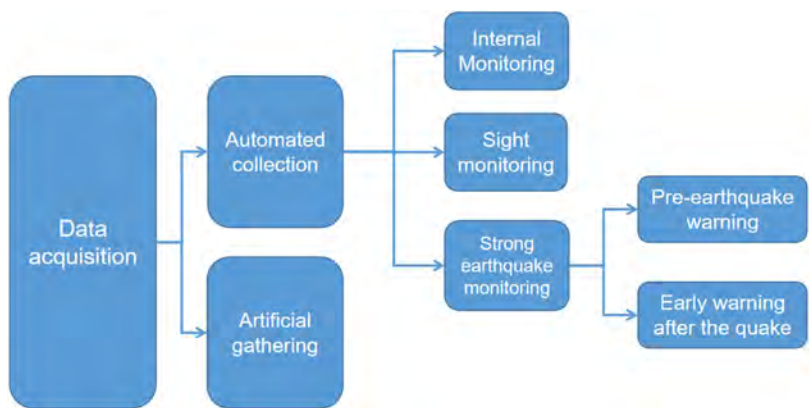 Data
acquisition
Automated
collection
Artificial
gathering
Internal
Monitoring
Sight
monitoring
Strong
earthquake
monitoring
Pre-earthquake
warning
Early warning
after the quake